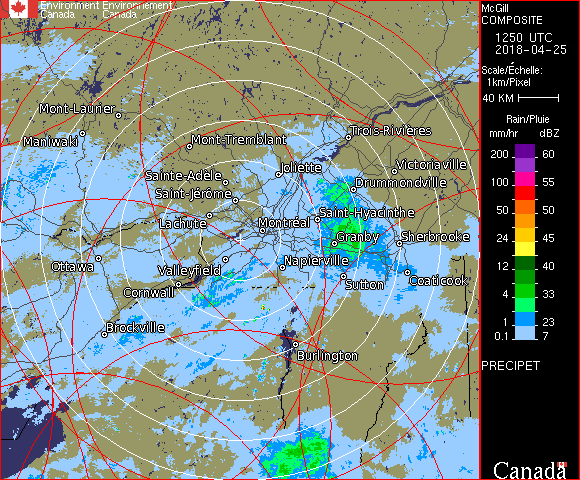 Environment Environnement
Canada Canada
Mont-Laurier
Maniwaki
Mont-Tremblant
Trois-Rivières
Joliette
Victoriaville
Sainte-Adèle
Drummondville
Saint-Jérôme
Saint-Hyacinthe
Lachute
Montréal
Granby
Sherbrooke
Ottawa
Valleyfield
Napierville
Sutton
Coaticook
Cornwall
Brockville
Burlington
McGill
COMPOSITE
1250 UTC
2018-04-25
Scale/Échelle:
1km/Pixel
40 KM
Rain/Pluie
mm/hr dBZ
200 60
100 55
50 50
24 45
12 40
4 33
1 23
0.1 7
PRECIPET
Canada